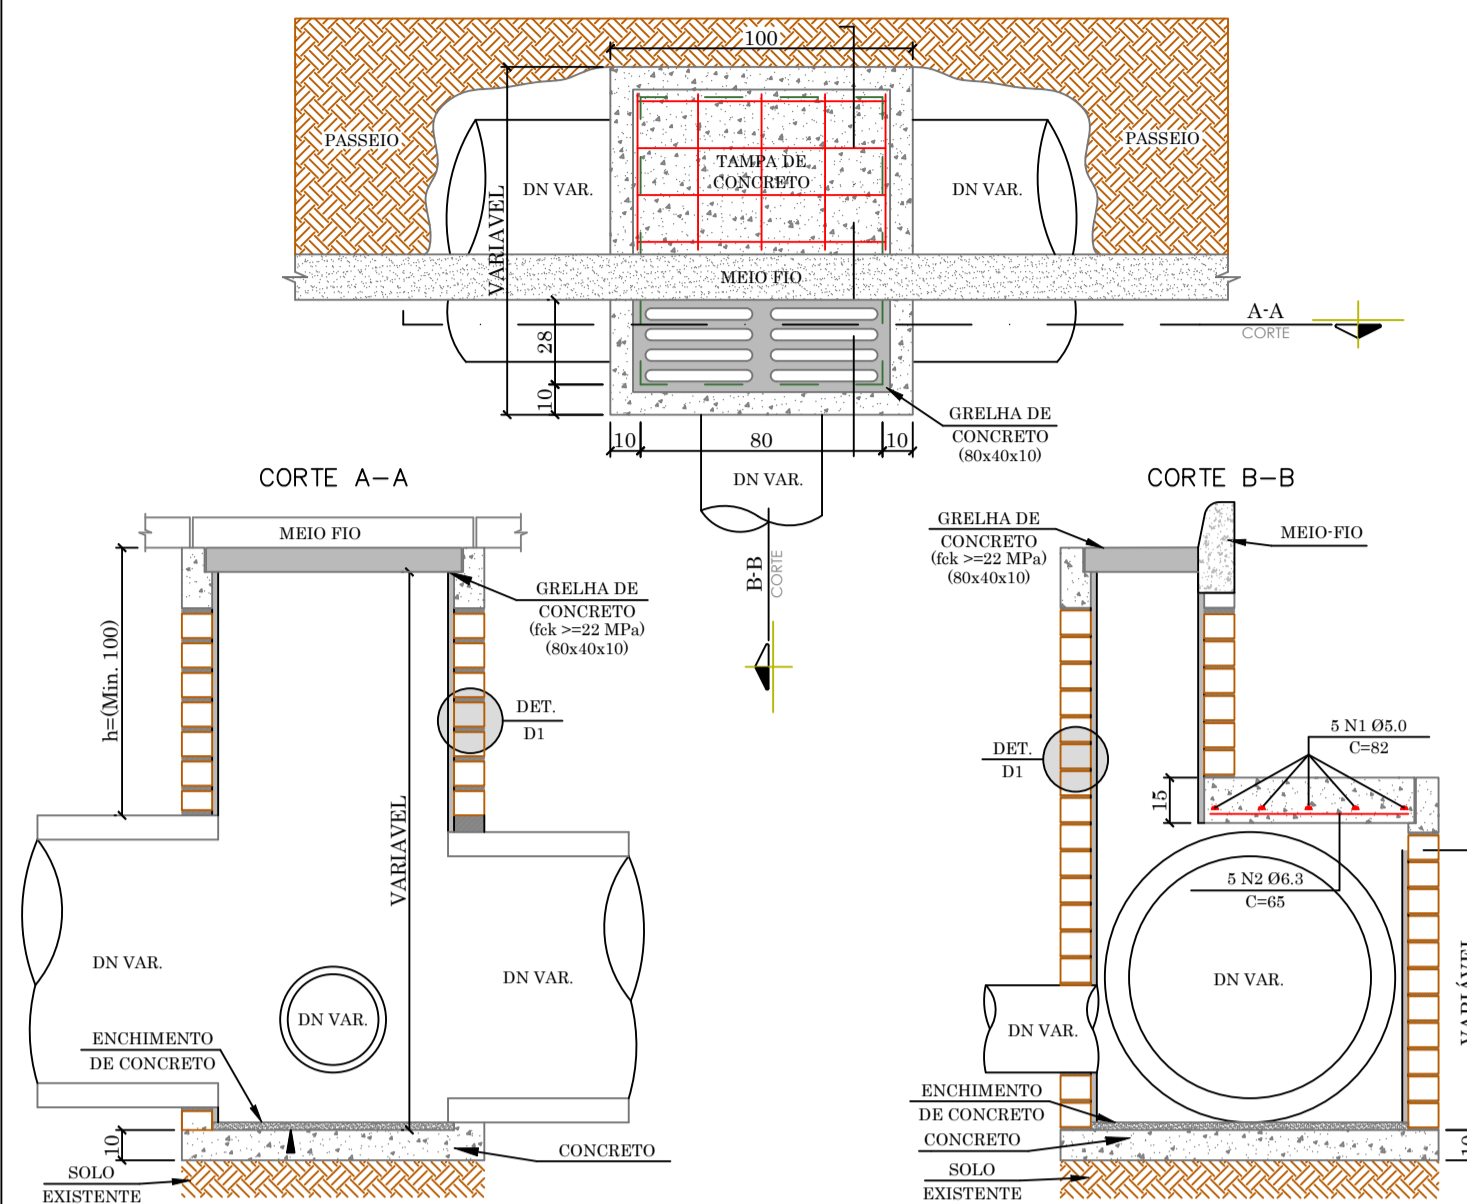 100
PASSEIO
PASSEIO
TAMPA DE
CONCRETO
DN VAR.
DN VAR.
VARIAVEL
MEIO FIO
28
10
A-A
CORTE
GRELHA DE
CONCRETO
(80x40x10)
10
80
10
DN VAR.
B-B
CORTE
CORTE A-A
MEIO FIO
h=(Min. 100)
GRELHA DE
CONCRETO
(fck >=22 MPa)
(80x40x10)
DET.
D1
VARIAVEL
DN VAR.
DN VAR.
DN VAR.
ENCHIMENTO
DE CONCRETO
10
CONCRETO
SOLO
EXISTENTE
CORTE B-B
GRELHA DE
CONCRETO
(fck >=22 MPa)
(80x40x10)
MEIO-FIO
DET.
D1
5 N1 Ø5.0
C=82
15
5 N2 Ø6.3
C=65
DN VAR.
DN VAR.
VARIÁVEL
ENCHIMENTO
DE CONCRETO
CONCRETO
10
SOLO
EXISTENTE